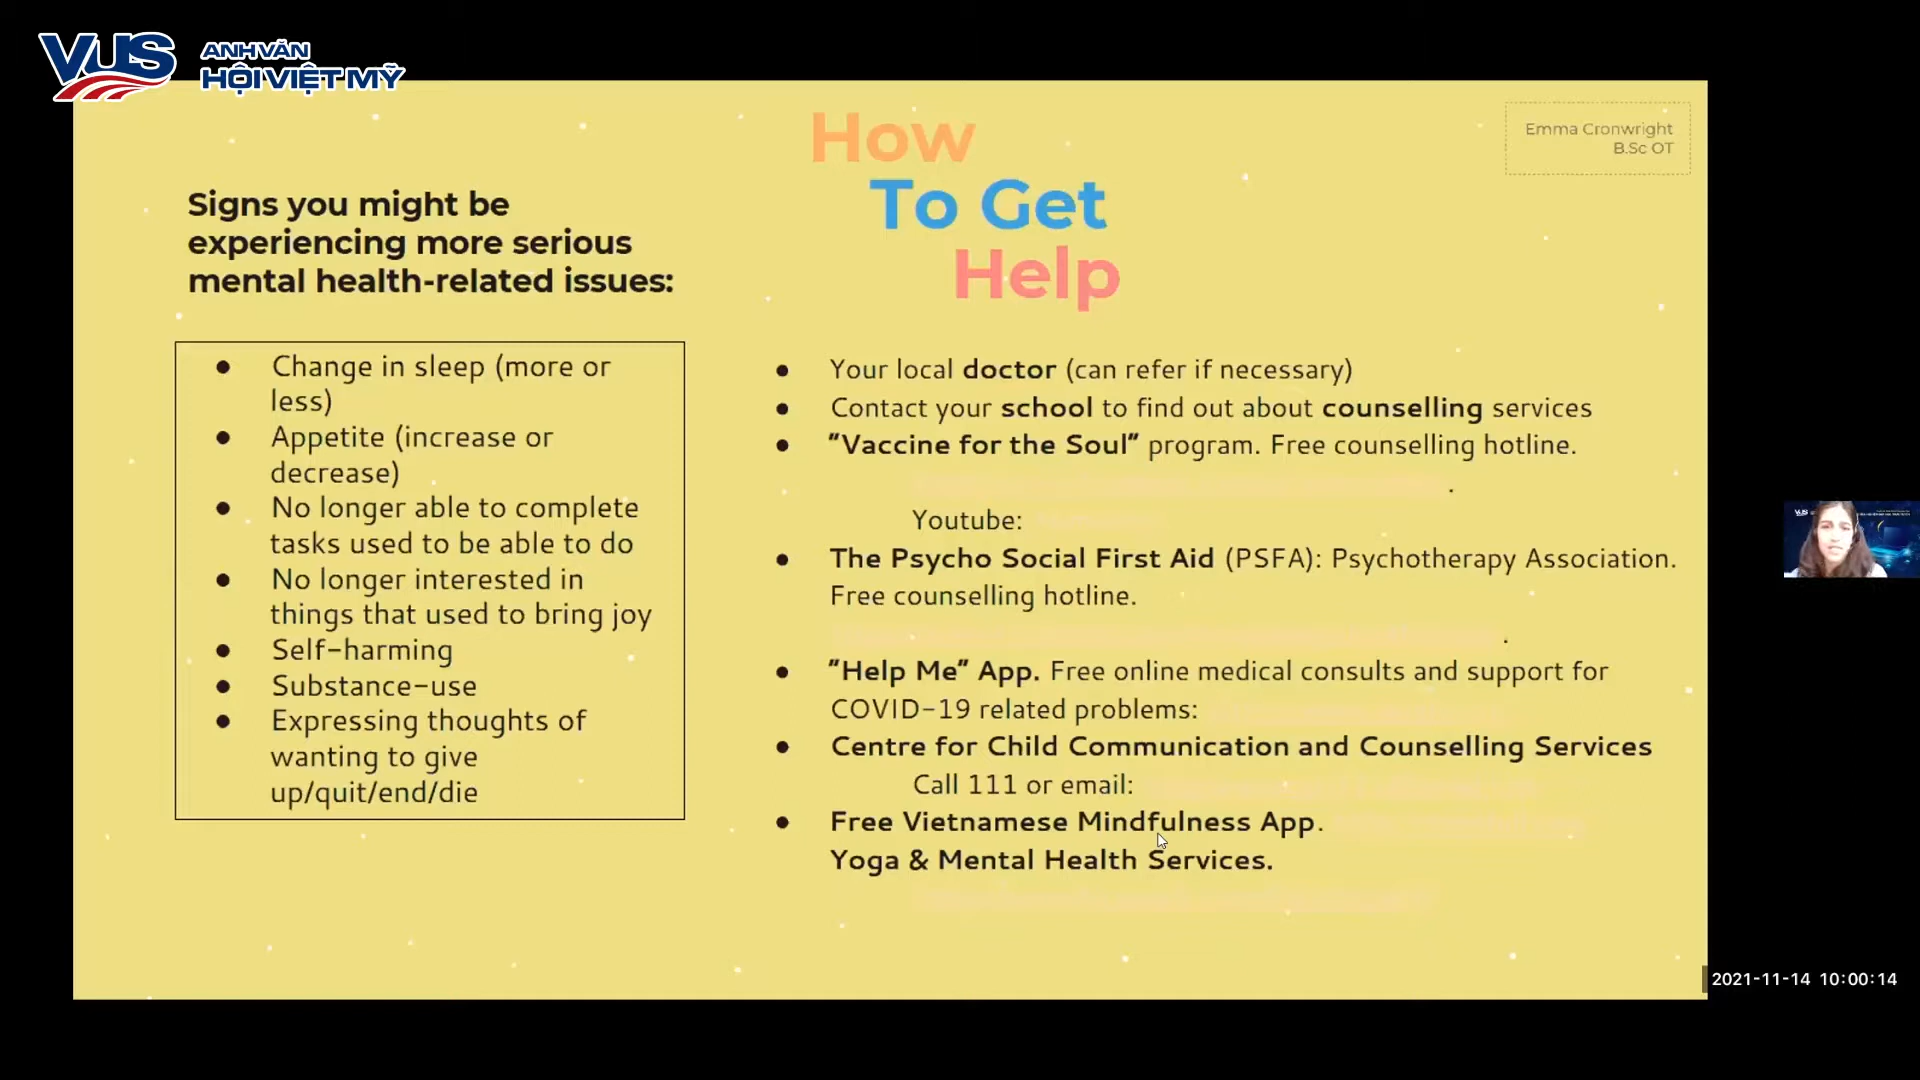 VUS
ANH VĂN
HỘI VIỆT MỸ
How
To Get
Help
Emma Cronwright
B.Sc OT
Signs you might be
experiencing more serious
mental health-related issues:
● Change in sleep (more or
less)
● Appetite (increase or
decrease)
● No longer able to complete
tasks used to be able to do
● No longer interested in
things that used to bring joy
● Self-harming
● Substance-use
● Expressing thoughts of
wanting to give
up/quit/end/die
● Your local doctor (can refer if necessary)
● Contact your school to find out about counselling services
● "Vaccine for the Soul" program. Free counselling hotline.
.
Youtube:
● The Psycho Social First Aid (PSFA): Psychotherapy Association.
Free counselling hotline.
.
● "Help Me" App. Free online medical consults and support for
COVID-19 related problems:
● Centre for Child Communication and Counselling Services
Call 111 or email:
● Free Vietnamese Mindfulness App.
Yoga & Mental Health Services.
VUS
2021-11-14 10:00:14